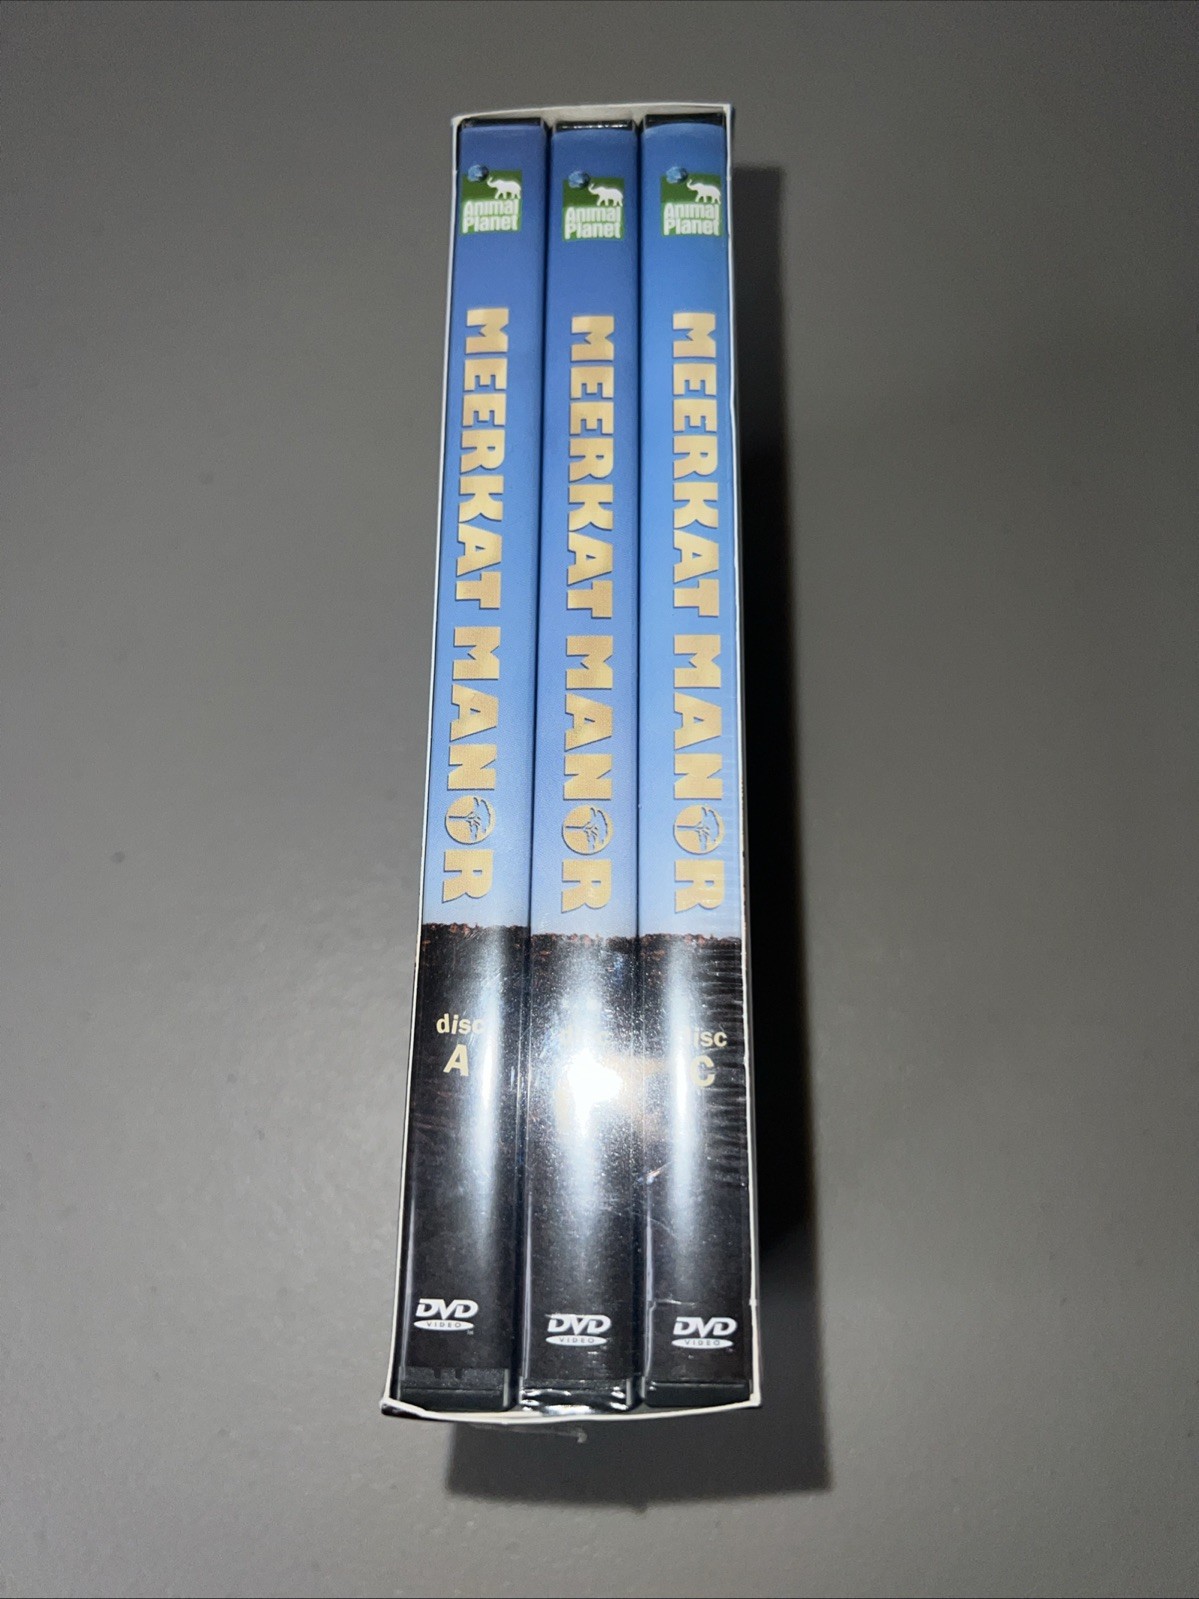 Animal
Planet
MEERKAT MANOR
disc
A
DVD
VIDEO
Animal
Planet
MEERKAT MANOR
DVD
VIDEO
Animal
Planet
MEERKAT MANOR
disc
C
DVD
VIDEO